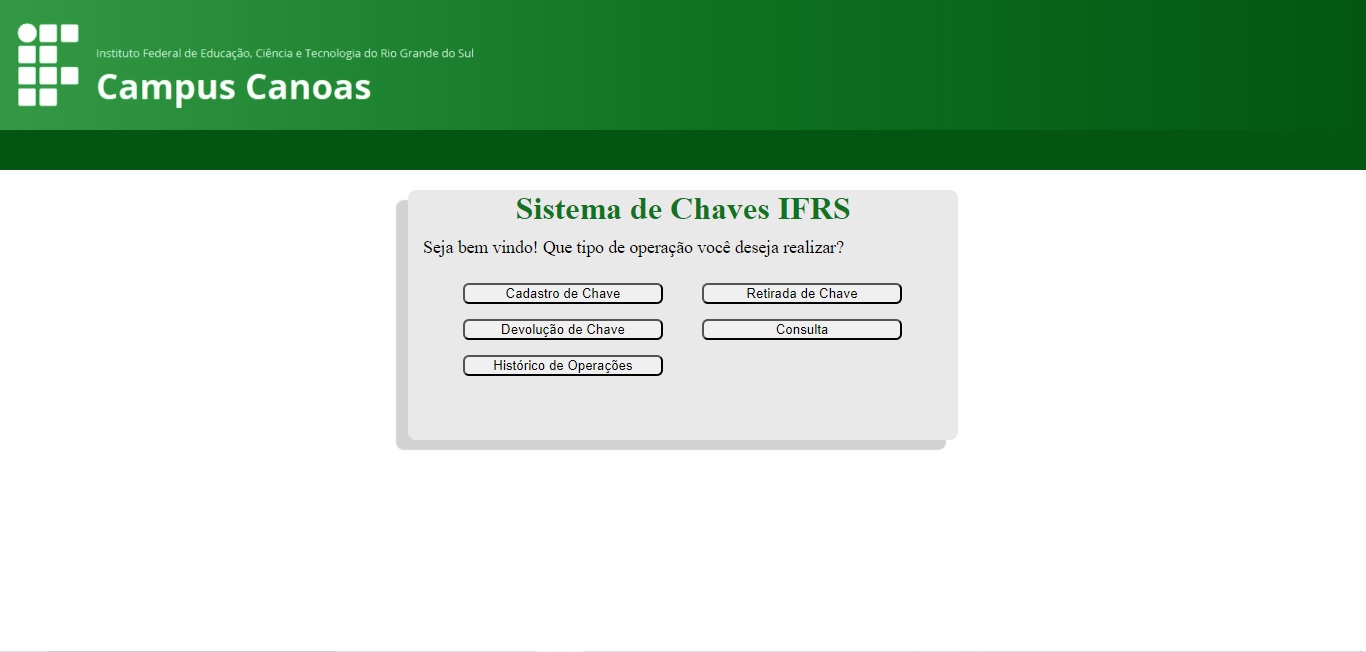 Instituto Federal de Educação, Ciência e Tecnologia do Rio Grande do Sul
Campus Canoas
Sistema de Chaves IFRS
Seja bem vindo! Que tipo de operação você deseja realizar?
Cadastro de Chave
Retirada de Chave
Devolução de Chave
Consulta
Histórico de Operações